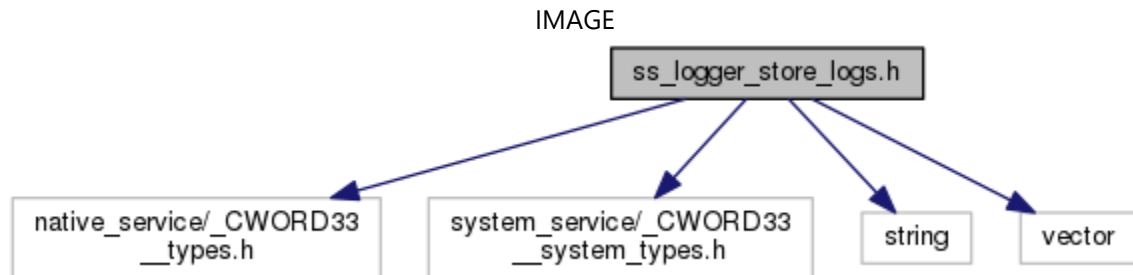 IMAGE
ss_logger_store_logs.h
native_service/_CWORD33
__types.h
system_service/_CWORD33
__system_types.h
string
vector